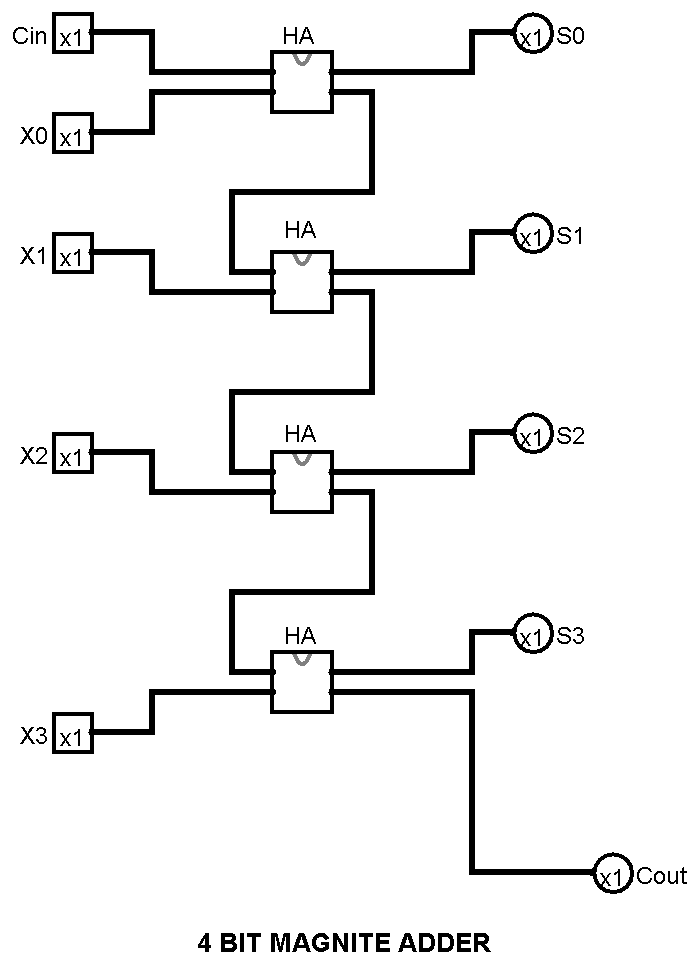 Cin x1
HA
x1 S0
X0 x1
X1 x1
HA
x1 S1
X2 x1
HA
x1 S2
HA
x1 S3
X3 x1
x1 Cout
4 BIT MAGNITE ADDER